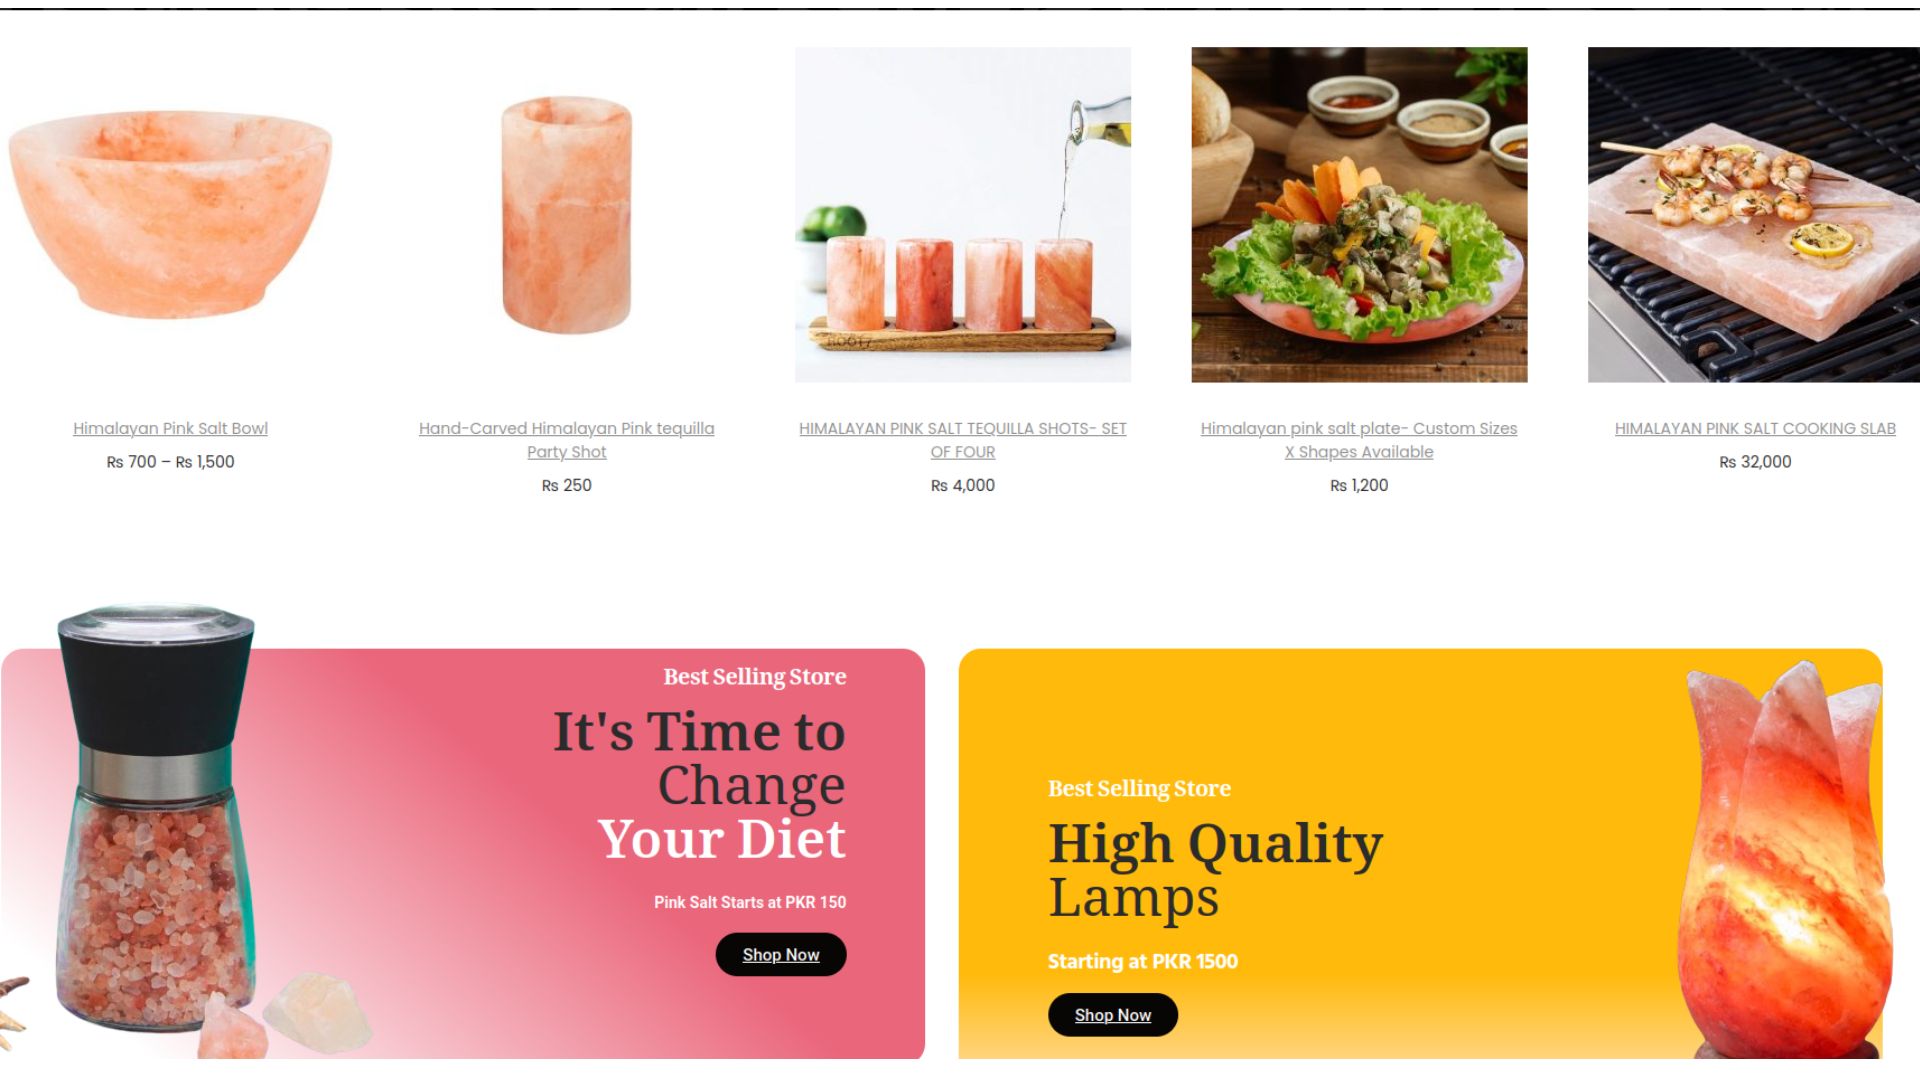 Himalayan Pink Salt Bowl
₨ 700 – ₨ 1,500
Hand-Carved Himalayan Pink tequilla
Party Shot
₨ 250
HIMALAYAN PINK SALT TEQUILLA SHOTS- SET
OF FOUR
₨ 4,000
Himalayan pink salt plate- Custom Sizes
X Shapes Available
₨ 1,200
HIMALAYAN PINK SALT COOKING SLAB
₨ 32,000
Best Selling Store
It's Time to
Change
Your Diet
Pink Salt Starts at PKR 150
Shop Now
Best Selling Store
High Quality
Lamps
Starting at PKR 1500
Shop Now